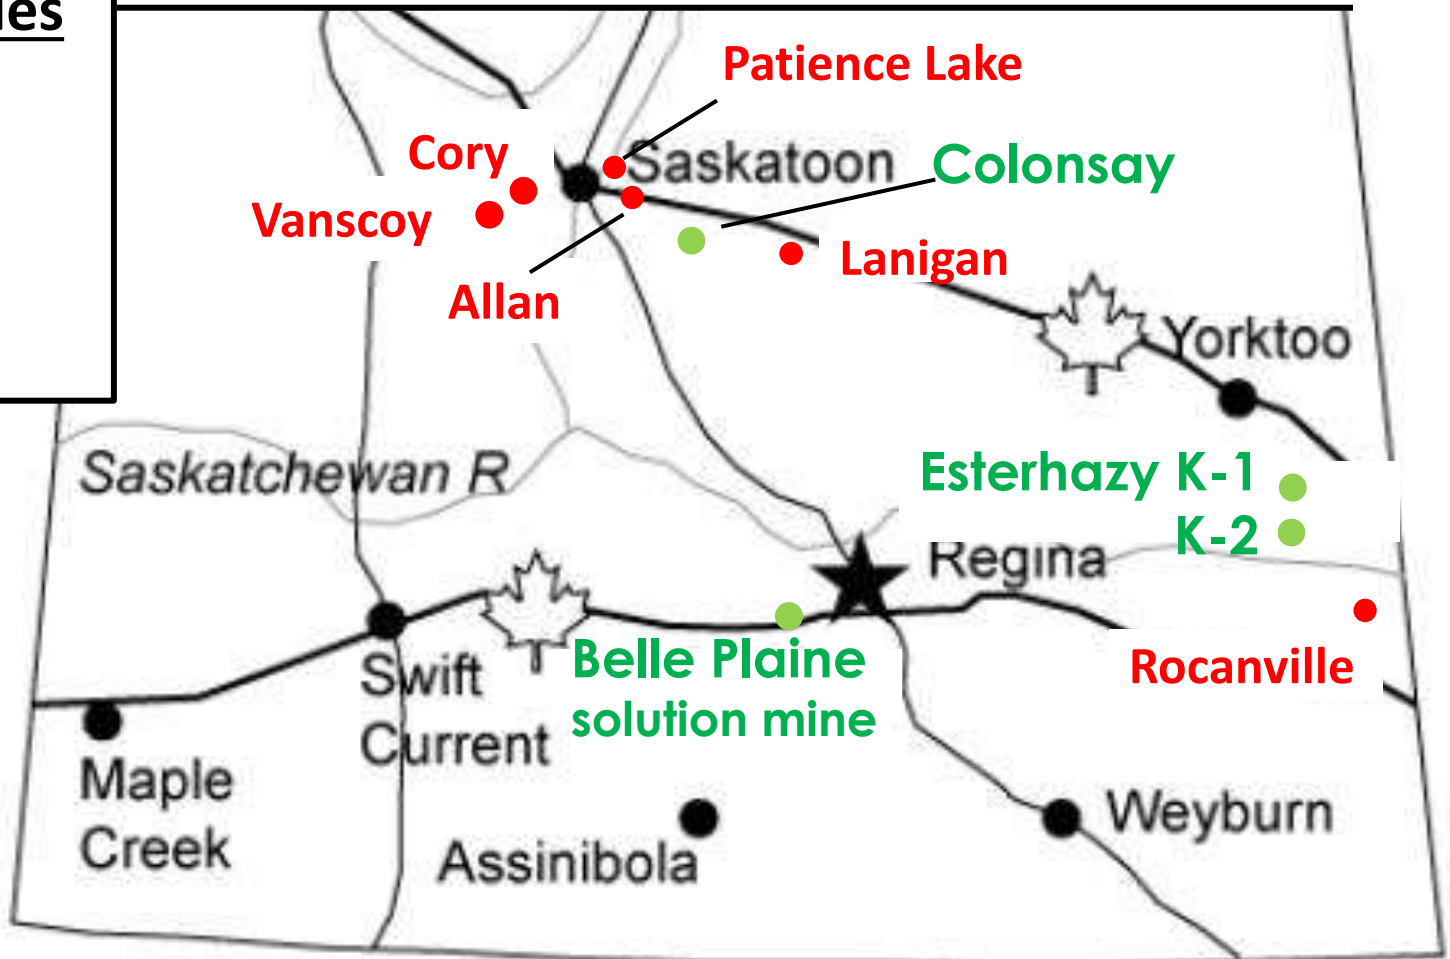 Patience Lake
Cory
Saskatoon
Colonsay
Vanscoy
Lanigan
Allan
Yorktoo
Saskatchewan R
Esterhazy K-1
K-2
Regina
Belle Plaine
solution mine
Rocanville
Swift
Current
Maple
Creek
Assinibola
Weyburn